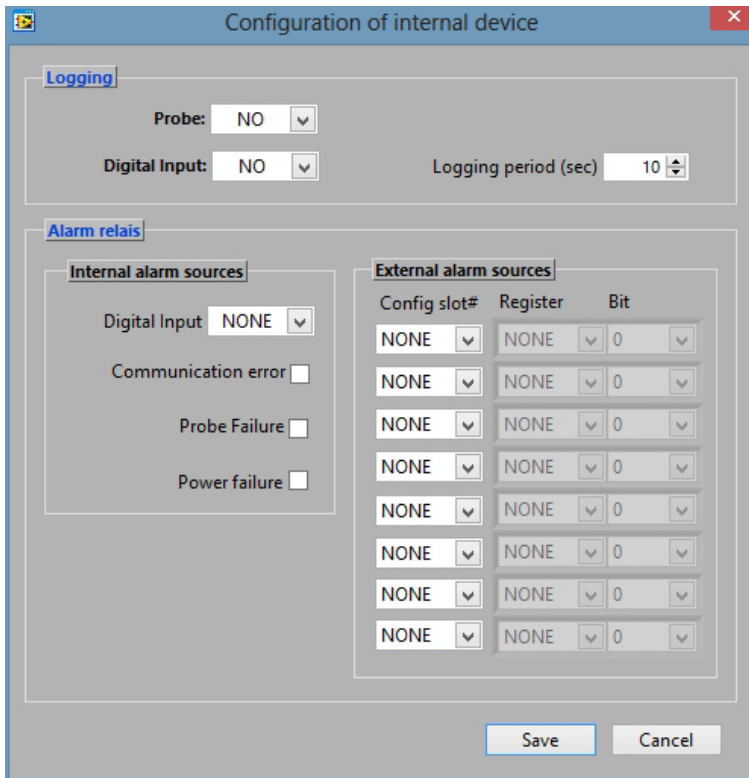 Configuration of internal device
Logging
Probe: NO
Digital Input: NO Logging period (sec) 10
Alarm relais
Internal alarm sources
Digital Input NONE
Communication error
Probe Failure
Power failure
External alarm sources
Config slot# Register Bit
NONE NONE 0
NONE NONE 0
NONE NONE 0
NONE NONE 0
NONE NONE 0
NONE NONE 0
NONE NONE 0
NONE NONE 0
Save Cancel